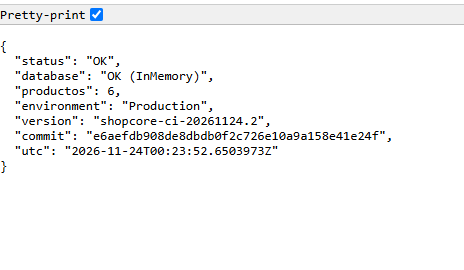 Pretty-print
{
  "status": "OK",
  "database": "OK (InMemory)",
  "productos": 6,
  "environment": "Production",
  "version": "shopcore-ci-20261124.2",
  "commit": "e6aefdb908de8dbdb0f2c726e10a9a158e41e24f",
  "utc": "2026-11-24T00:23:52.6503973Z"
}